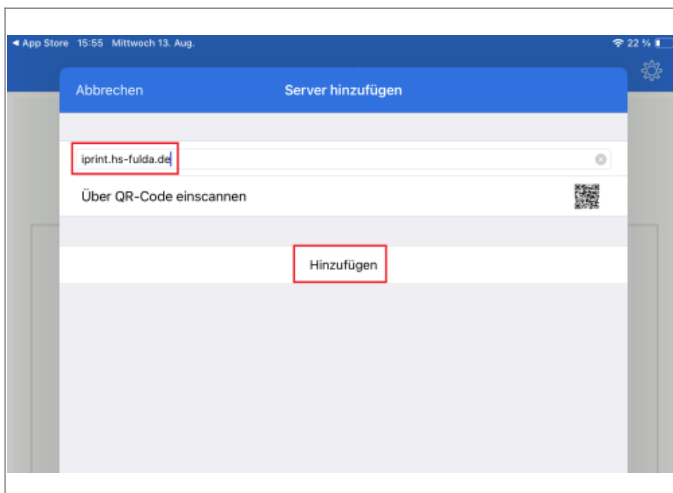 App Store 15:55 Mittwoch 13. Aug. 22 %
Abbrechen Server hinzufügen
iprint.hs-fulda.de
Über QR-Code einscannen
Hinzufügen